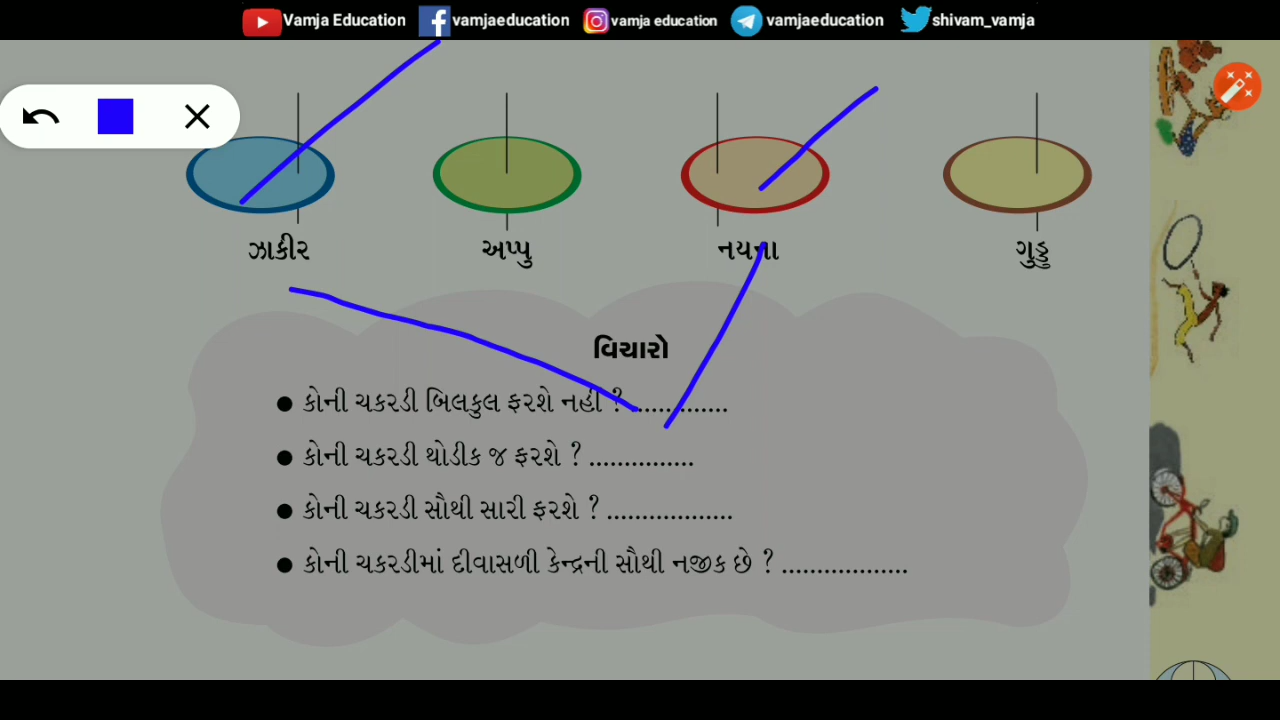 Vamja Education vamjaeducation vamja education vamjaeducation shivam_vamja
ઝાકીર અપ્પુ નયના ગુડ્ડુ
વિચારો
● કોની ચકરડી બિલકુલ ફરશે નહી ? .............
● કોની ચકરડી થોડીક જ ફરશે ? ...............
● કોની ચકરડી સૌથી સારી ફરશે ? ..................
● કોની ચકરડીમાં દીવાસળી કેન્દ્રની સૌથી નજીક છે ? ..................